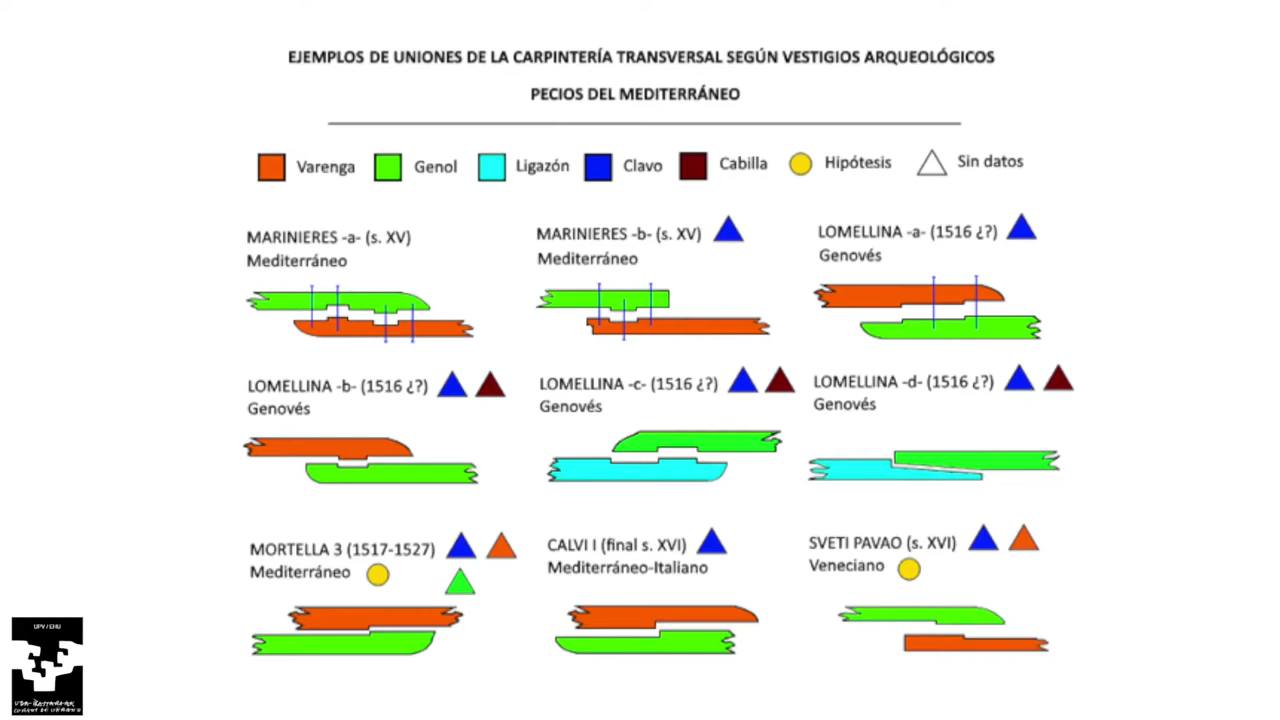 EJEMPLOS DE UNIONES DE LA CARPINTERÍA TRANSVERSAL SEGÚN VESTIGIOS ARQUEOLÓGICOS
PECIOS DEL MEDITERRÁNEO
Varenga Genol Ligazón Clavo Cabilla Hipótesis Sin datos
MARINIERES -a- (s. XV)
Mediterráneo
MARINIERES -b- (s. XV)
Mediterráneo
LOMELLINA -a- (1516 ¿?)
Genovés
LOMELLINA -b- (1516 ¿?)
Genovés
LOMELLINA -c- (1516 ¿?)
Genovés
LOMELLINA -d- (1516 ¿?)
Genovés
MORTELLA 3 (1517-1527)
Mediterráneo
CALVI I (final s. XVI)
Mediterráneo-Italiano
SVETI PAVAO (s. XVI)
Veneciano
UPV/EHU